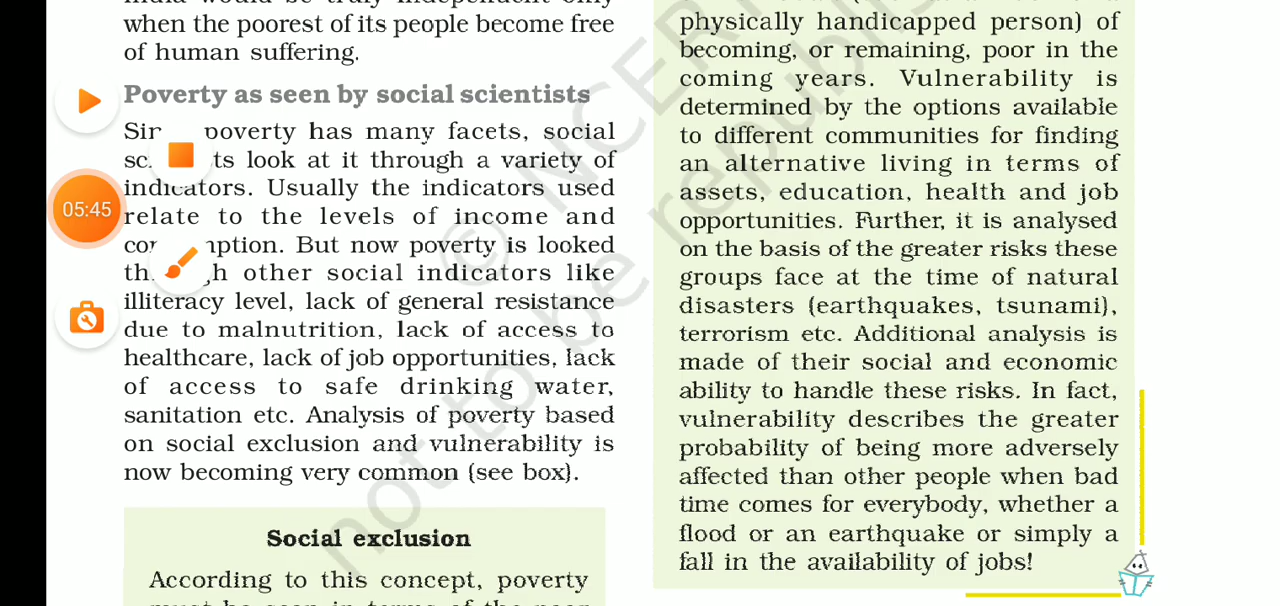 when the poorest of its people become free
of human suffering.
Poverty as seen by social scientists
poverty has many facets, social
look at it through a variety of
indicators. Usually the indicators used
relate to the levels of income and
But now poverty is looked
other social indicators like
illiteracy level, lack of general resistance
due to malnutrition, lack of access to
healthcare, lack of job opportunities, lack
of access to safe drinking water,
sanitation etc. Analysis of poverty based
on social exclusion and vulnerability is
now becoming very common (see box).
Social exclusion
According to this concept, poverty
physically handicapped person) of
becoming, or remaining, poor in the
coming years. Vulnerability is
determined by the options available
to different communities for finding
an alternative living in terms of
assets, education, health and job
opportunities. Further, it is analysed
on the basis of the greater risks these
groups face at the time of natural
disasters (earthquakes, tsunami),
terrorism etc. Additional analysis is
made of their social and economic
ability to handle these risks. In fact,
vulnerability describes the greater
probability of being more adversely
affected than other people when bad
time comes for everybody, whether a
flood or an earthquake or simply a
fall in the availability of jobs!
05:45
© NCER
not to be republis